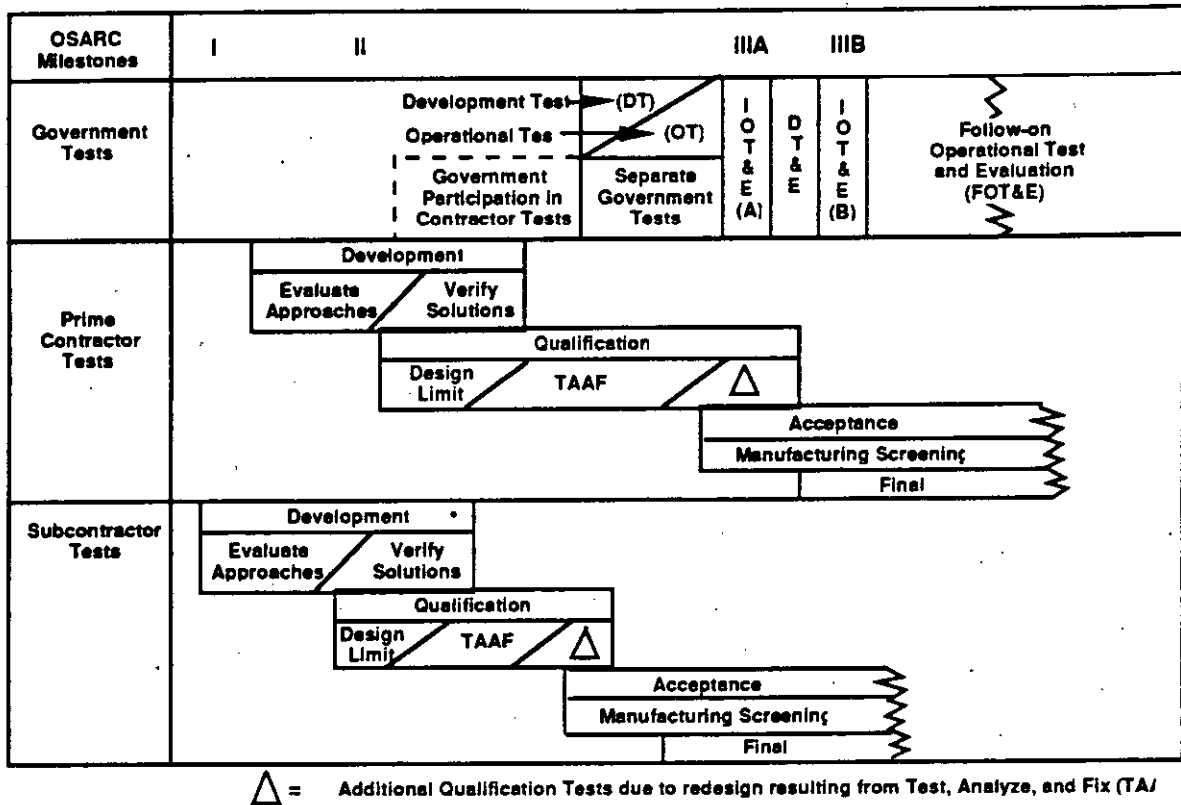 OSARC
Milestones
I
II
IIIA
IIIB
Government
Tests
Development Test
(DT)
Operational Tes
(OT)
Government
Participation in
Contractor Tests
Separate
Government
Tests
I
O
T
&
E
(A)
D
T
&
E
I
O
T
&
E
(B)
Follow-on
Operational Test
and Evaluation
(FOT&E)
Prime
Contractor
Tests
Development
Evaluate
Approaches
Verify
Solutions
Qualification
Design
Limit
TAAF
Δ
Acceptance
Manufacturing Screening
Final
Subcontractor
Tests
Development
Evaluate
Approaches
Verify
Solutions
Qualification
Design
Limit
TAAF
Δ
Acceptance
Manufacturing Screening
Final
Δ = Additional Qualification Tests due to redesign resulting from Test, Analyze, and Fix (TA/